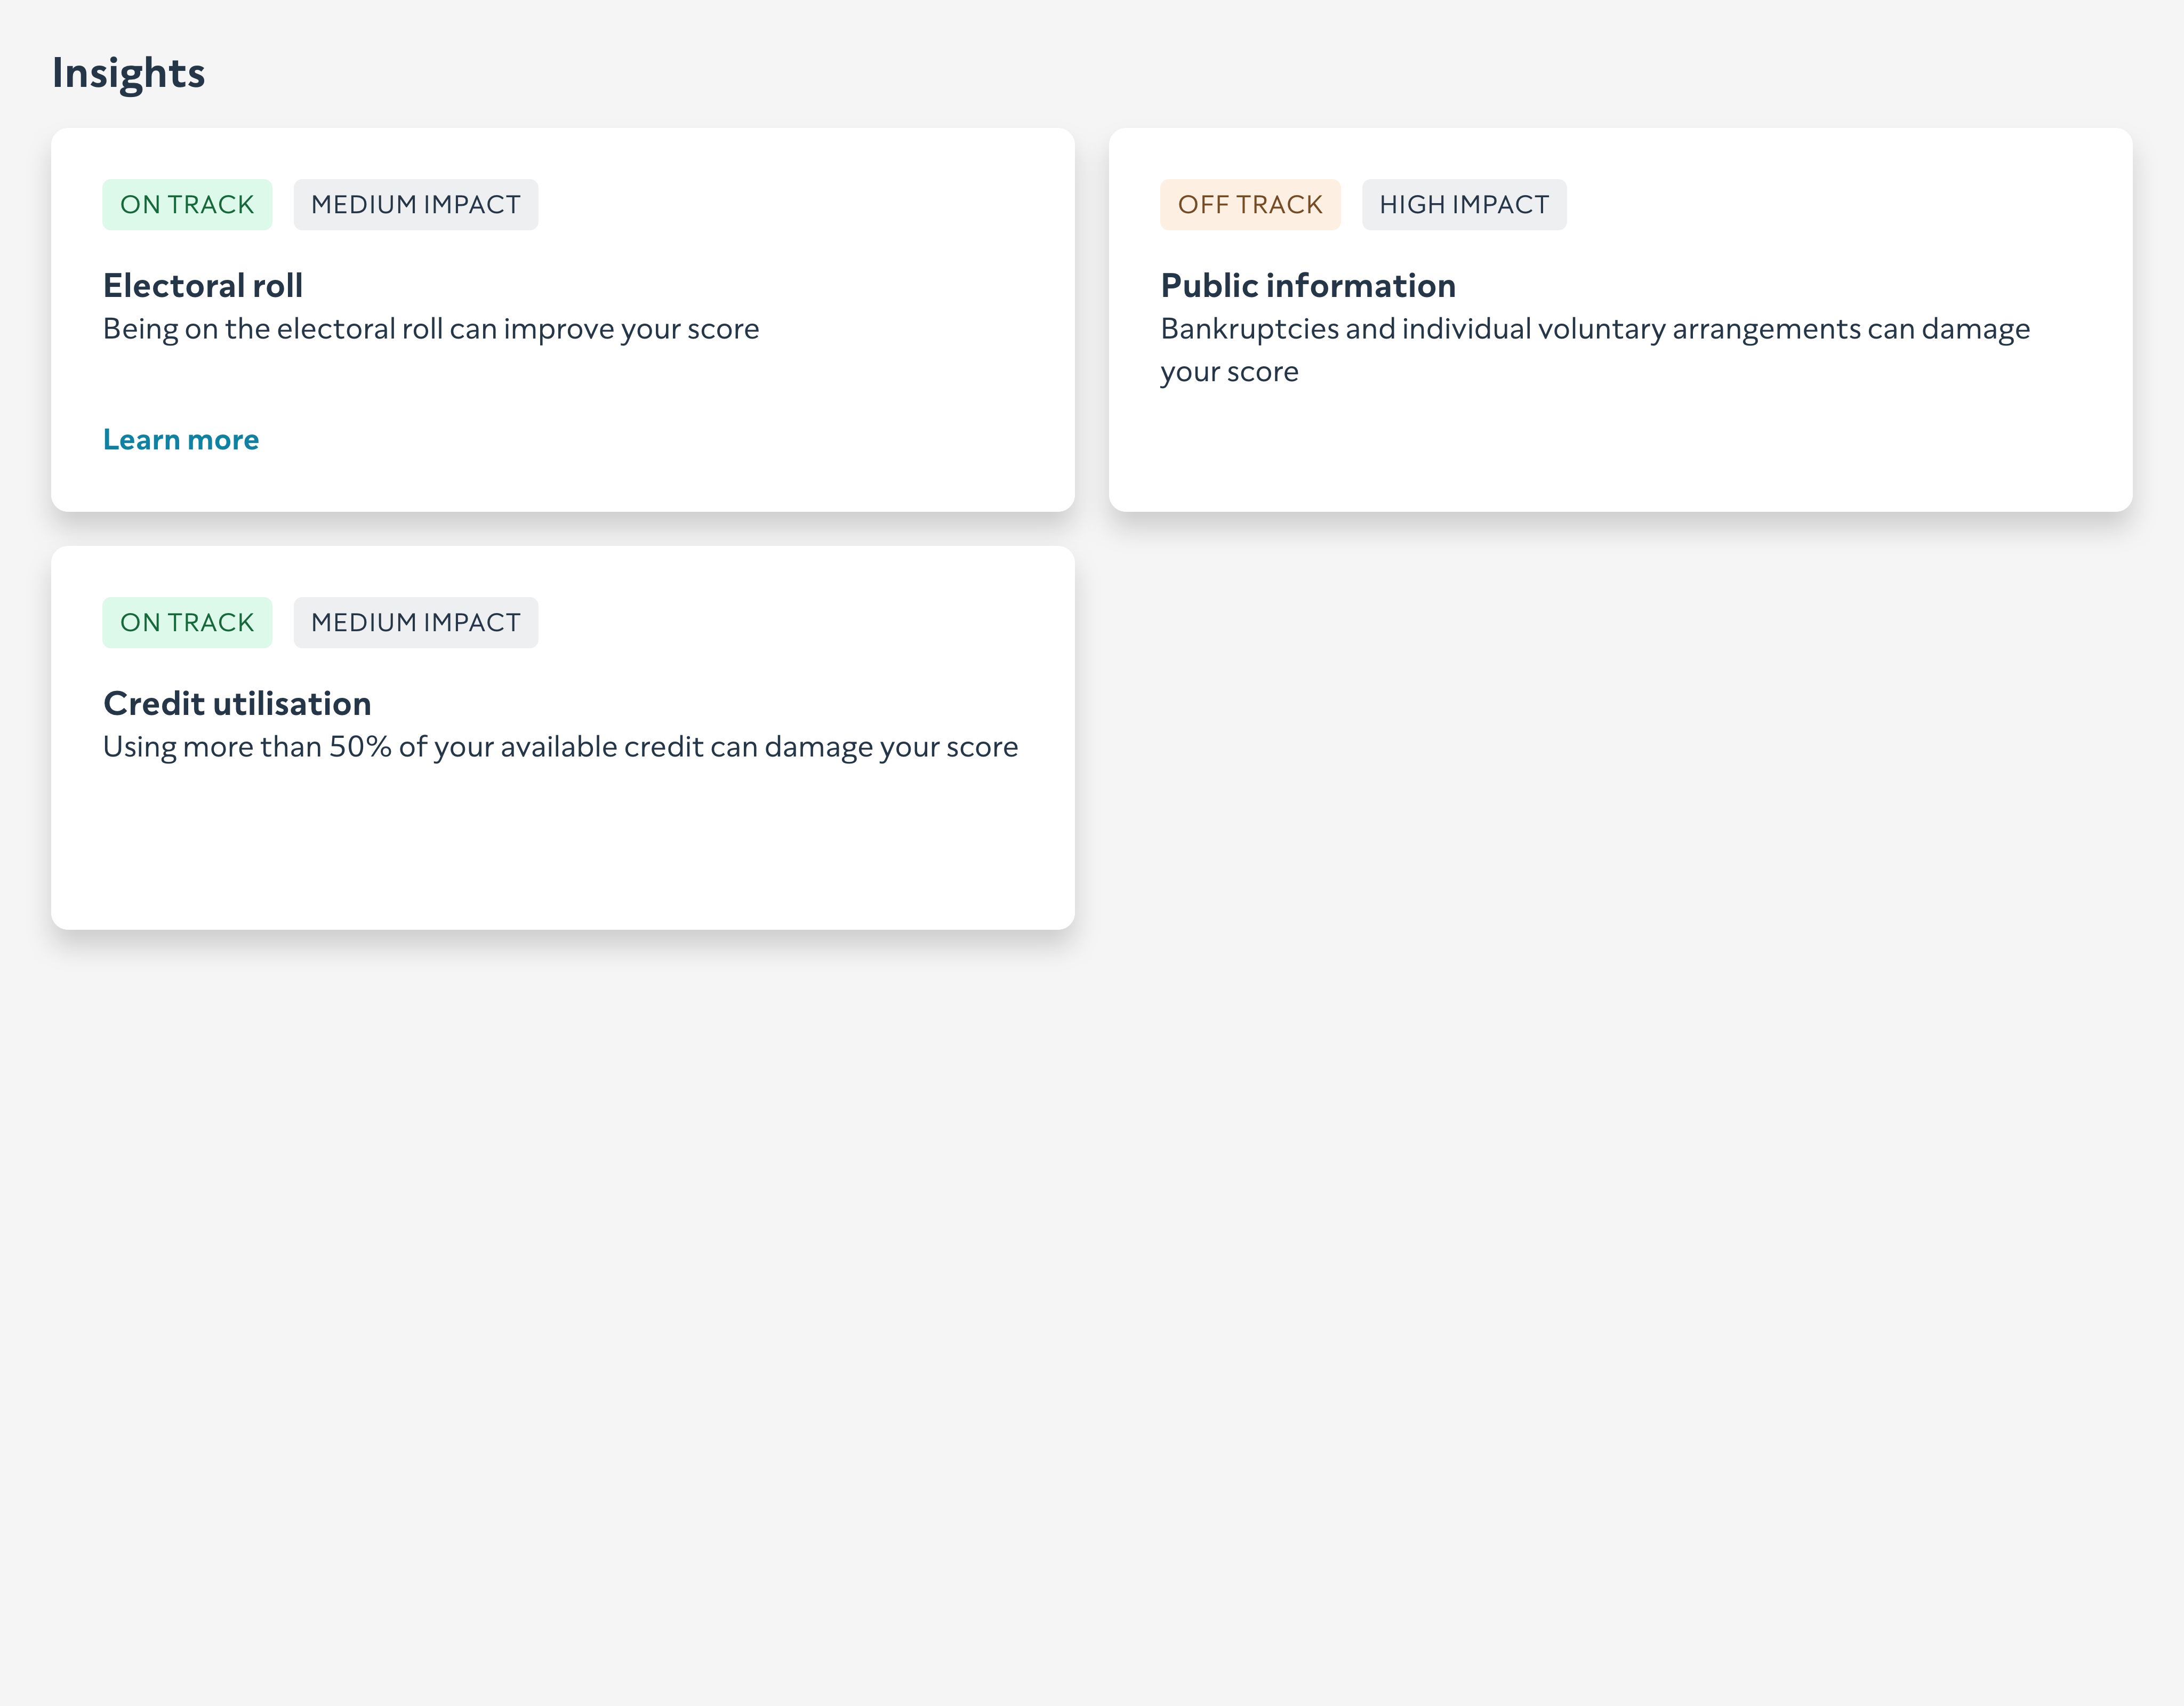 Insights
ON TRACK
MEDIUM IMPACT
Electoral roll
Being on the electoral roll can improve your score
Learn more
OFF TRACK
HIGH IMPACT
Public information
Bankruptcies and individual voluntary arrangements can damage
your score
ON TRACK
MEDIUM IMPACT
Credit utilisation
Using more than 50% of your available credit can damage your score